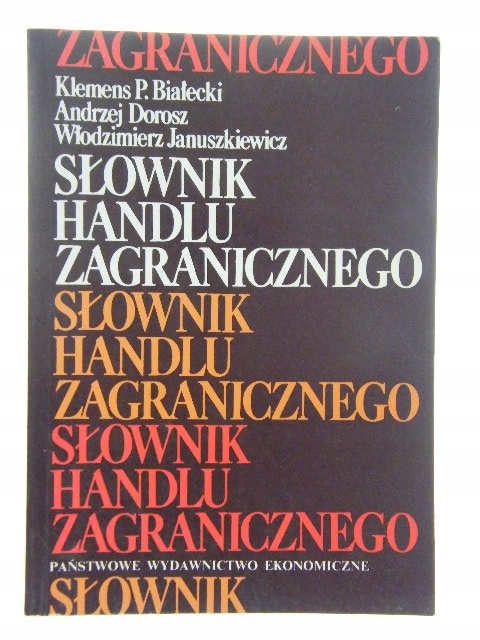 ZAGRANICZNEGO
Klemens P. Białecki
Andrzej Dorosz
Włodzimierz Januszkiewicz
SŁOWNIK
HANDLU
ZAGRANICZNEGO
SŁOWNIK
HANDLU
ZAGRANICZNEGO
SŁOWNIK
HANDLU
ZAGRANICZNEGO
PAŃSTWOWE WYDAWNICTWO EKONOMICZNE
SŁOWNIK